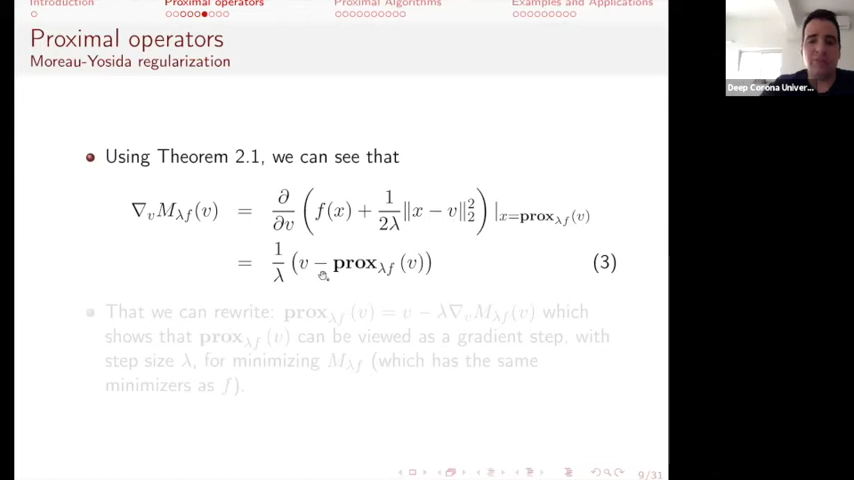 Introduction Proximal operators Proximal Algorithms Examples and Applications
Proximal operators
Moreau-Yosida regularization
Deep Corona Univer...
Using Theorem 2.1, we can see that
∇_v M_{λf}(v) = ∂/∂v ( f(x) + 1/(2λ) ‖x − v‖₂² ) |_{x=prox_{λf}(v)}
= 1/λ (v − prox_{λf}(v)) (3)
That we can rewrite: prox_{λf}(v) = v − λ∇_v M_{λf}(v) which
shows that prox_{λf}(v) can be viewed as a gradient step, with
step size λ, for minimizing M_{λf} (which has the same
minimizers as f).
9/31